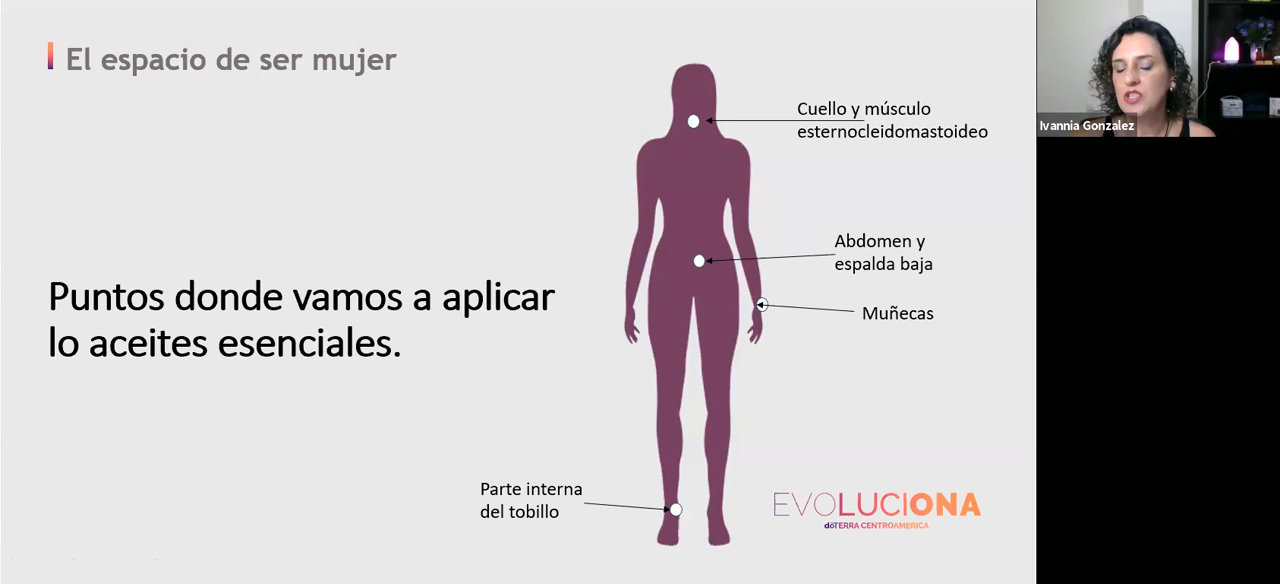 El espacio de ser mujer
Cuello y músculo
esternocleidomastoideo
Ivannia Gonzalez
Abdomen y
espalda baja
Puntos donde vamos a aplicar
lo aceites esenciales.
Muñecas
Parte interna
del tobillo
EVOLUCIONA
dōTERRA CENTROAMERICA